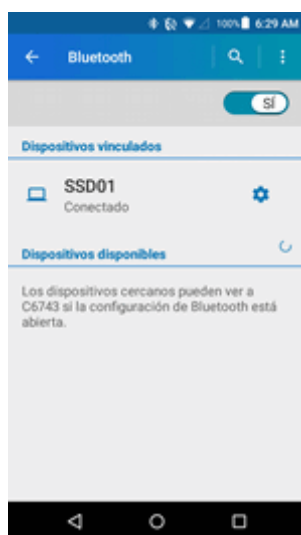 100% 6:29 AM
Bluetooth
SÍ
Dispositivos vinculados
SSD01
Conectado
Dispositivos disponibles
Los dispositivos cercanos pueden ver a
C6743 si la configuración de Bluetooth está
abierta.